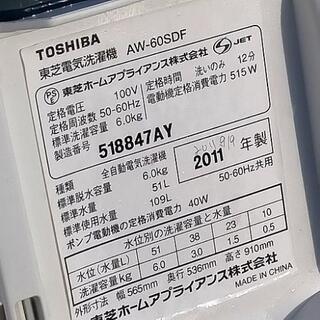 TOSHIBA
東芝電気洗濯機 AW-60SDF
PS E 東芝ホームアプライアンス株式会社 S JET
定格電圧 100V 定格時間 洗いのみ 12分
定格周波数 50-60Hz 電動機定格消費電力 515W
標準洗濯容量 6.0kg
製造番号 518847AY
2011 年製
種類 全自動電気洗濯機
標準脱水容量 6.0kg
標準水量 51L 50-60Hz共用
標準使用水量 109L
ポンプ電動機の定格消費電力 40W
水位別の洗濯容量と水量
水位(水量L) 51 38 23 10
洗濯容量kg 6.0 3.0 1.5 0.5
外形寸法 幅565mm 奥行536mm 高さ910mm
東芝ホームアプライアンス株式会社
MADE IN CHINA